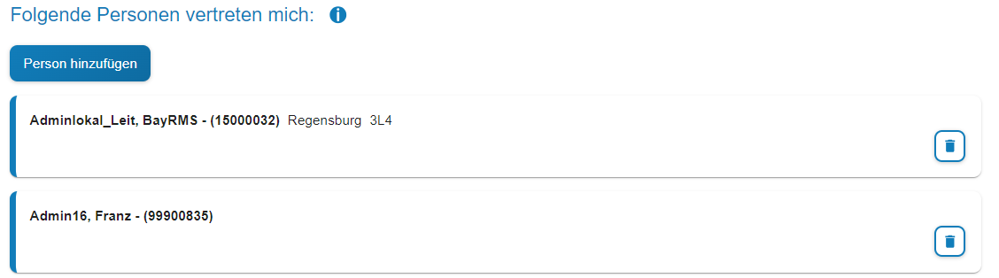 Folgende Personen vertreten mich:
Person hinzufügen
Adminlokal_Leit, BayRMS - (15000032) Regensburg 3L4
Admin16, Franz - (99900835)